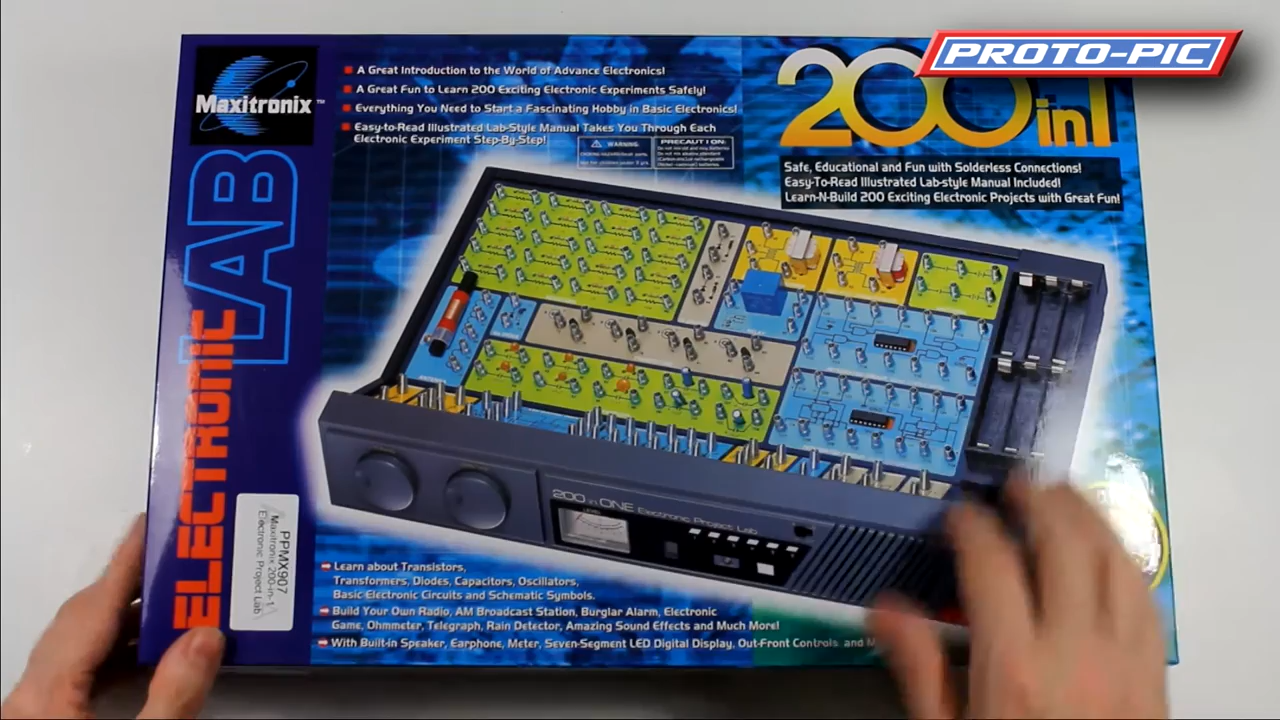 PROTO-PIC
Maxitronix™
A Great Introduction to the World of Advance Electronics!
A Great Fun to Learn 200 Exciting Electronic Experiments Safely!
Everything You Need to Start a Fascinating Hobby in Basic Electronics!
Easy-to-Read Illustrated Lab-Style Manual Takes You Through Each
Electronic Experiment Step-By-Step!
WARNING:
PRECAUTION:
200 in 1
Safe, Educational and Fun with Solderless Connections!
Easy-To-Read Illustrated Lab-style Manual Included!
Learn-N-Build 200 Exciting Electronic Projects with Great Fun!
ELECTRONIC
LAB
200 in ONE Electronic Project Lab
PPMX907
Maxitronix 200-in-1
Electronic Project Lab
Learn about Transistors,
Transformers, Diodes, Capacitors, Oscillators,
Basic Electronic Circuits and Schematic Symbols.
Build Your Own Radio, AM Broadcast Station, Burglar Alarm, Electronic
Game, Ohmmeter, Telegraph, Rain Detector, Amazing Sound Effects and Much More!
With Built-in Speaker, Earphone, Meter, Seven-Segment LED Digital Display, Out-Front Controls, and